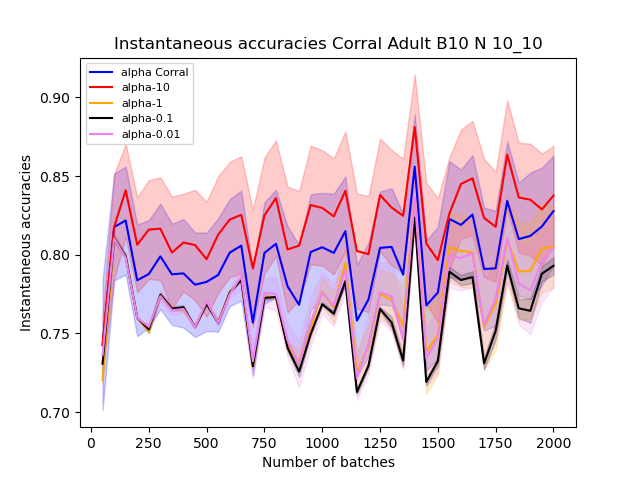 Instantaneous accuracies Corral Adult B10 N 10_10
alpha Corral
alpha-10
alpha-1
alpha-0.1
alpha-0.01
0.90
0.85
0.80
0.75
0.70
Instantaneous accuracies
0 250 500 750 1000 1250 1500 1750 2000
Number of batches